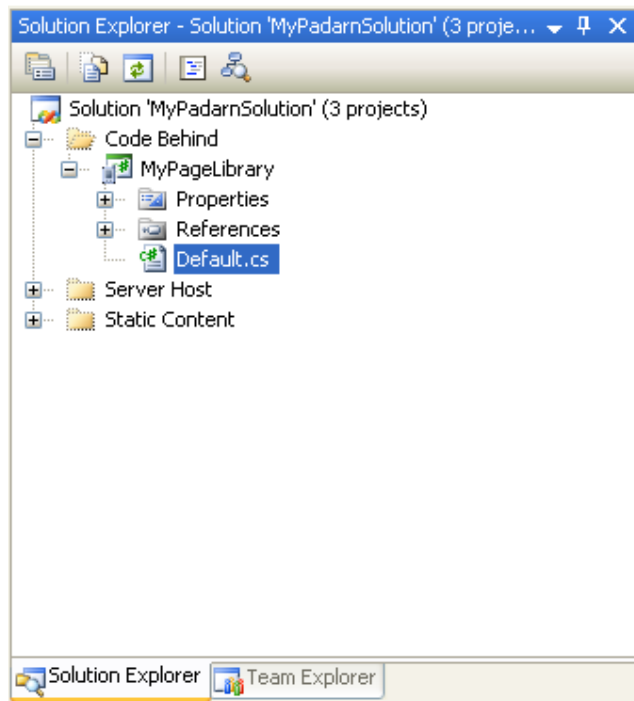 Solution Explorer - Solution 'MyPadarnSolution' (3 proje...
Solution 'MyPadarnSolution' (3 projects)
Code Behind
MyPageLibrary
Properties
References
Default.cs
Server Host
Static Content
Solution Explorer Team Explorer